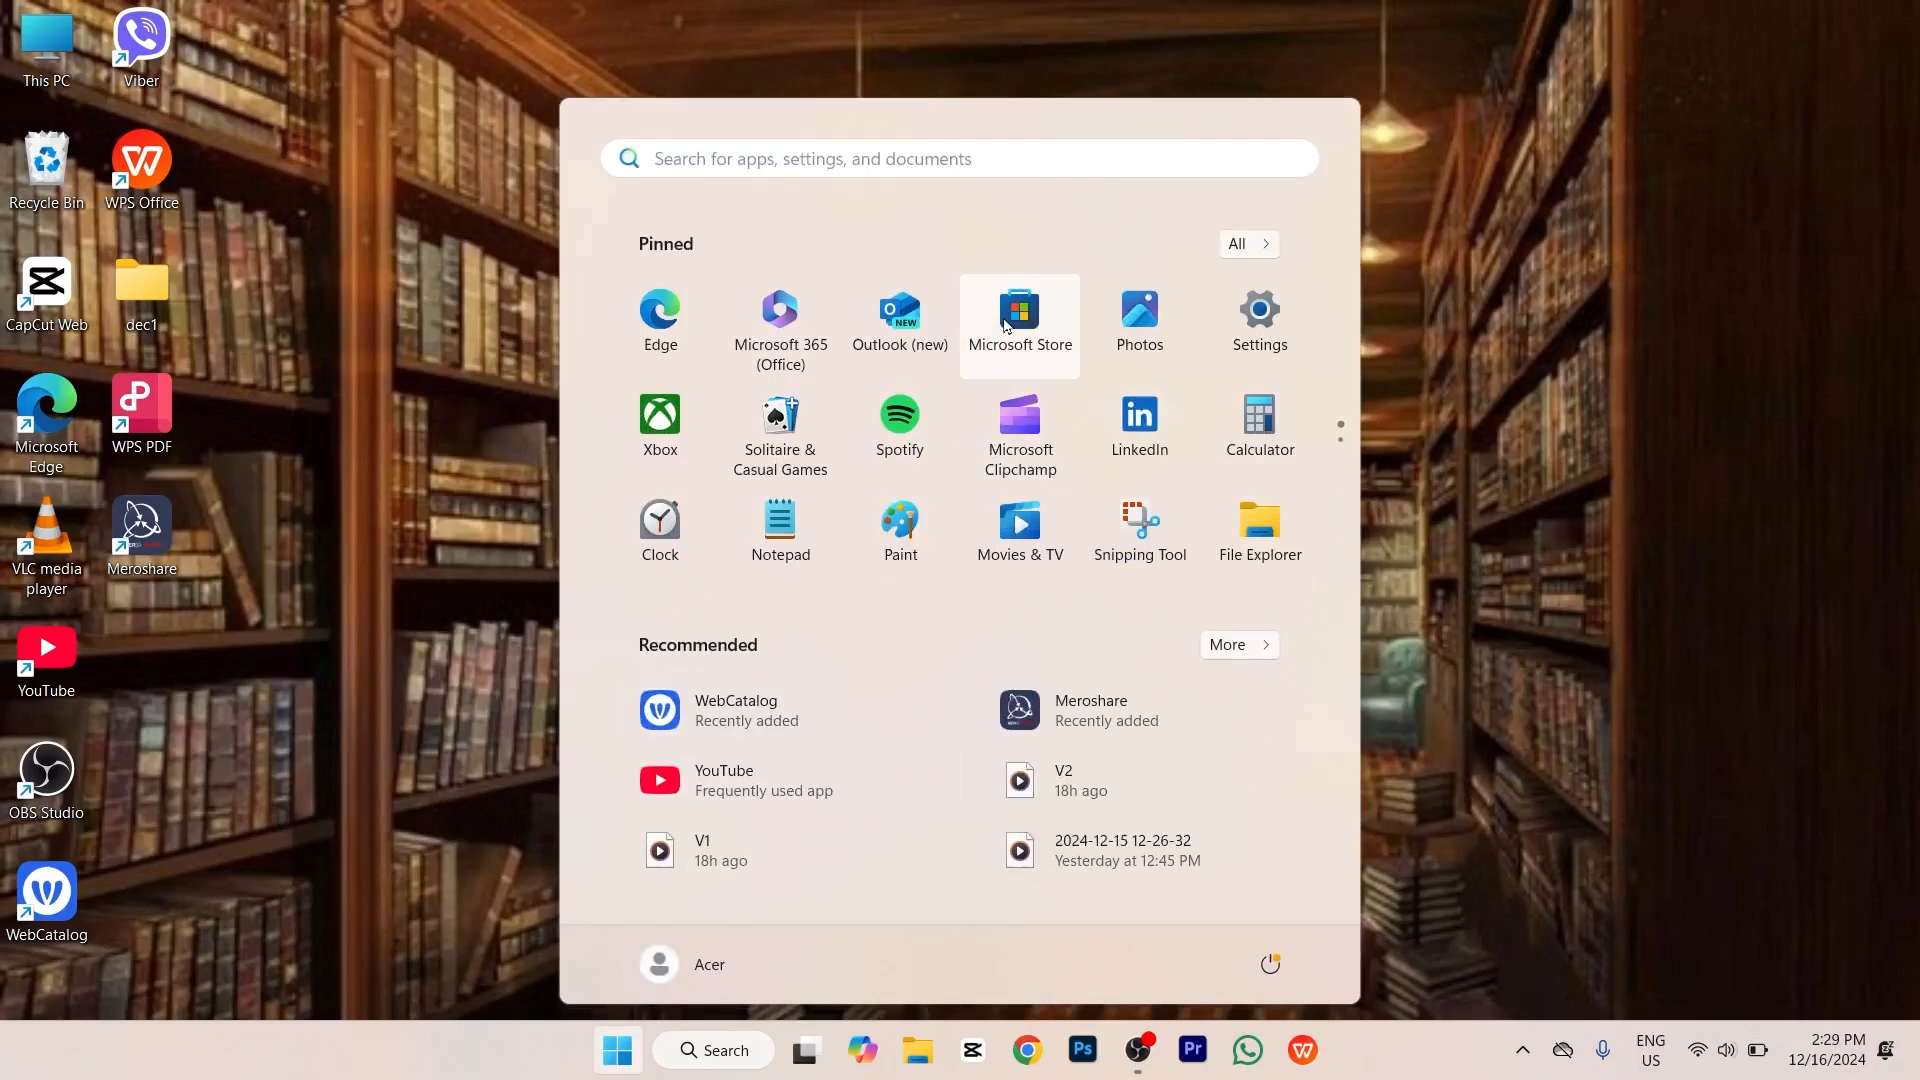 This PC
Viber
Recycle Bin
WPS Office
CapCut Web
dec1
Microsoft
Edge
WPS PDF
VLC media
player
Meroshare
YouTube
OBS Studio
WebCatalog
Search for apps, settings, and documents
Pinned
All
Edge
Microsoft 365
(Office)
Outlook (new)
Microsoft Store
Photos
Settings
Xbox
Solitaire &
Casual Games
Spotify
Microsoft
Clipchamp
LinkedIn
Calculator
Clock
Notepad
Paint
Movies & TV
Snipping Tool
File Explorer
Recommended
More
WebCatalog
Recently added
Meroshare
Recently added
YouTube
Frequently used app
V2
18h ago
V1
18h ago
2024-12-15 12-26-32
Yesterday at 12:45 PM
Acer
Search
Ps
Pr
ENG
US
2:29 PM
12/16/2024